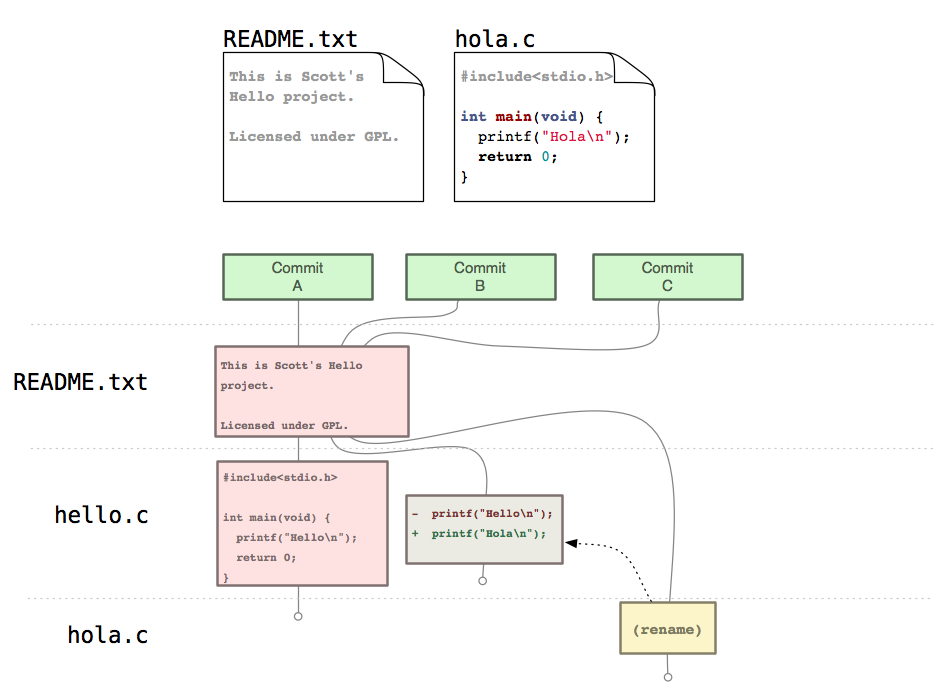 README.txt
This is Scott's
Hello project.
Licensed under GPL.
hola.c
#include<stdio.h>
int main(void) {
  printf("Hola\n");
  return 0;
}
Commit
A
Commit
B
Commit
C
README.txt
This is Scott's Hello
project.
Licensed under GPL.
hello.c
#include<stdio.h>
int main(void) {
  printf("Hello\n");
  return 0;
}
-  printf("Hello\n");
+  printf("Hola\n");
hola.c
(rename)